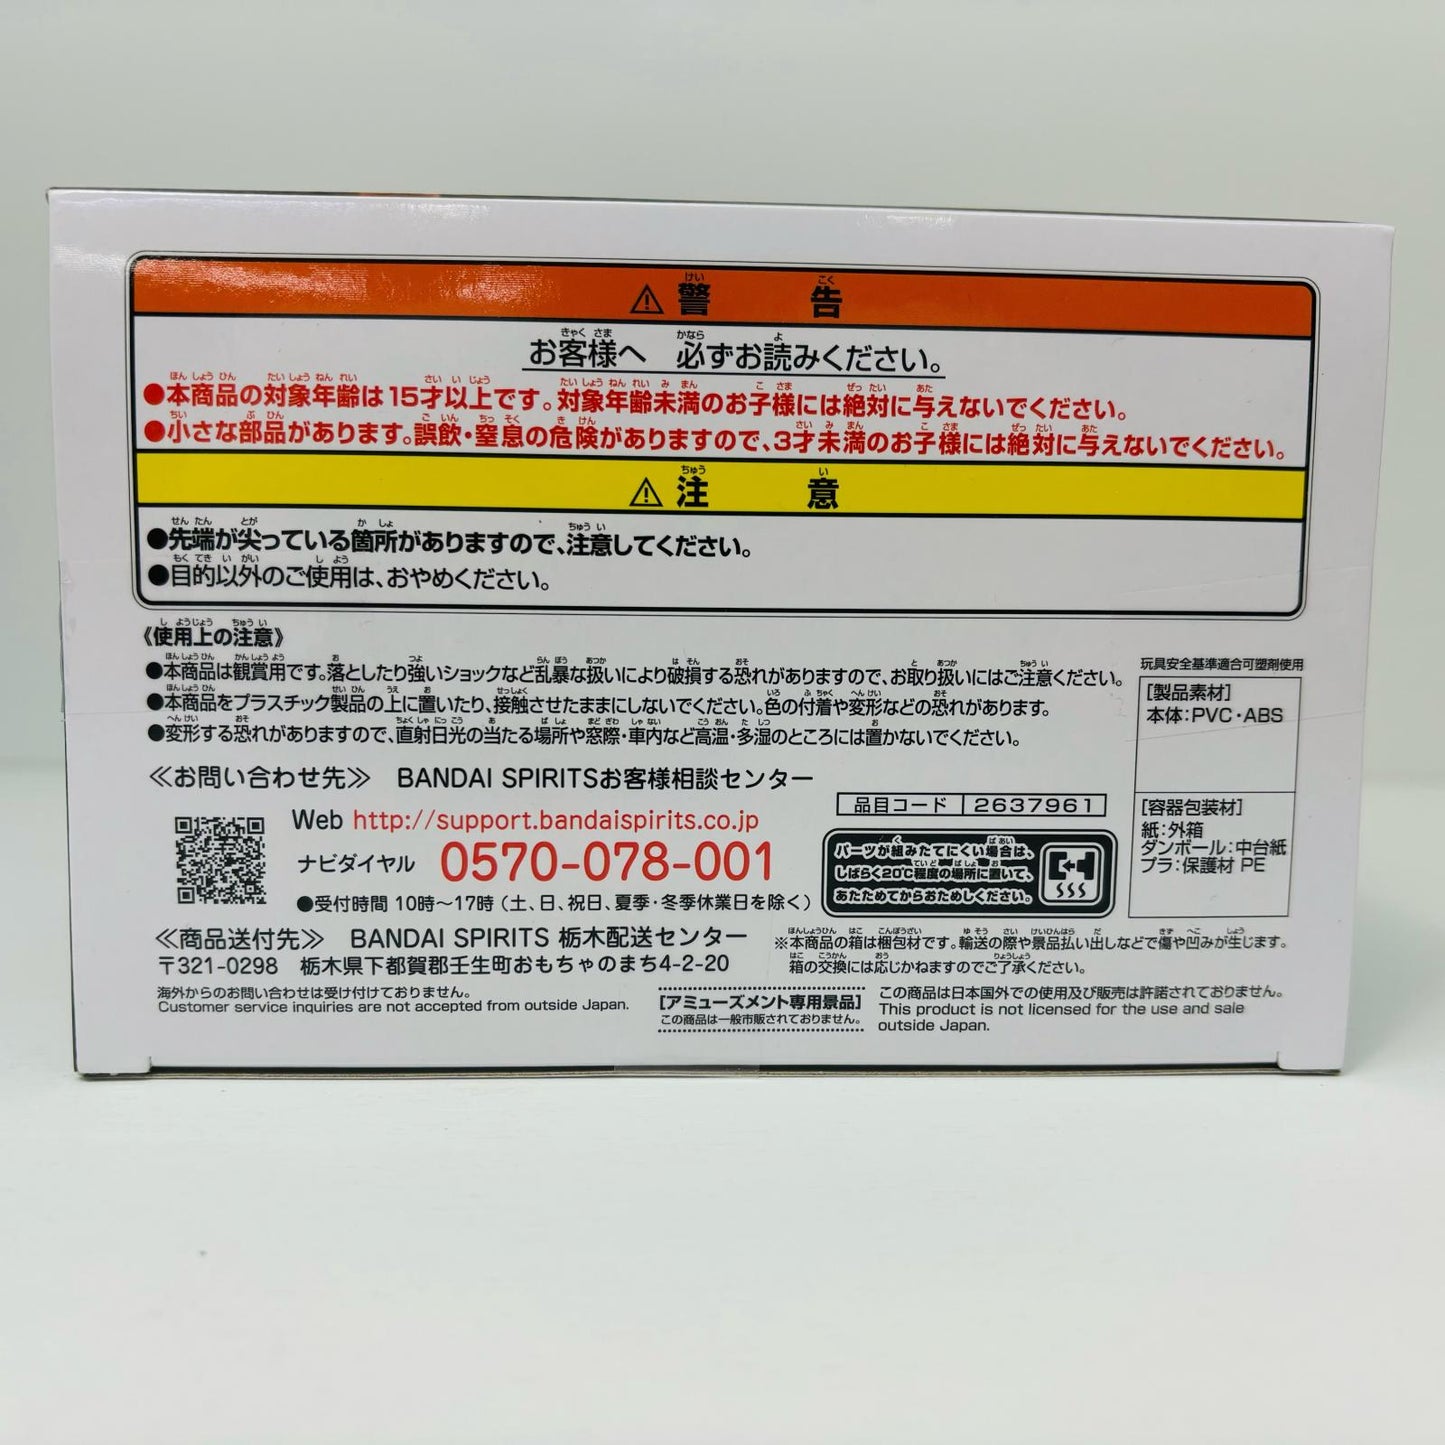 ⚠警告
お客様へ 必ずお読みください。
●本商品の対象年齢は15才以上です。対象年齢未満のお子様には絶対に与えないでください。
●小さな部品があります。誤飲・窒息の危険がありますので、3才未満のお子様には絶対に与えないでください。
⚠注意
●先端が尖っている箇所がありますので、注意してください。
●目的以外のご使用は、おやめください。
《使用上の注意》
●本商品は観賞用です。落としたり強いショックなど乱暴な扱いにより破損する恐れがありますので、お取り扱いにはご注意ください。
●本商品をプラスチック製品の上に置いたり、接触させたままにしないでください。色の付着や変形などの恐れがあります。
●変形する恐れがありますので、直射日光の当たる場所や窓際・車内など高温・多湿のところには置かないでください。
玩具安全基準適合可塑剤使用
[製品素材]
本体:PVC・ABS
[容器包装材]
紙:外箱
ダンボール:中台紙
プラ:保護材 PE
≪お問い合わせ先≫ BANDAI SPIRITSお客様相談センター
Web http://support.bandaispirits.co.jp
ナビダイヤル 0570-078-001
●受付時間 10時〜17時(土、日、祝日、夏季・冬季休業日を除く)
品目コード 2637961
パーツが組みたてにくい場合は、
しばらく20℃程度の場所に置いて、
あたためてからおためしください。
≪商品送付先≫ BANDAI SPIRITS 栃木配送センター
〒321-0298 栃木県下都賀郡壬生町おもちゃのまち4-2-20
※本商品の箱は梱包材です。輸送の際や景品払い出しなどで傷や凹みが生じます。
箱の交換には応じかねますのでご了承ください。
海外からのお問い合わせは受け付けておりません。
Customer service inquiries are not accepted from outside Japan.
[アミューズメント専用景品]
この商品は一般市販されておりません。
この商品は日本国外での使用及び販売は許諾されておりません。
This product is not licensed for the use and sale
outside Japan.